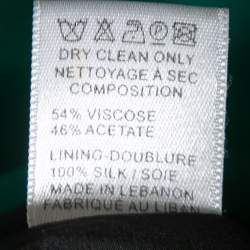 DRY CLEAN ONLY
NETTOYAGE À SEC
COMPOSITION
54% VISCOSE
46% ACETATE
LINING-DOUBLURE
100% SILK / SOIE
MADE IN LEBANON
FABRIQUE AU LIBAN